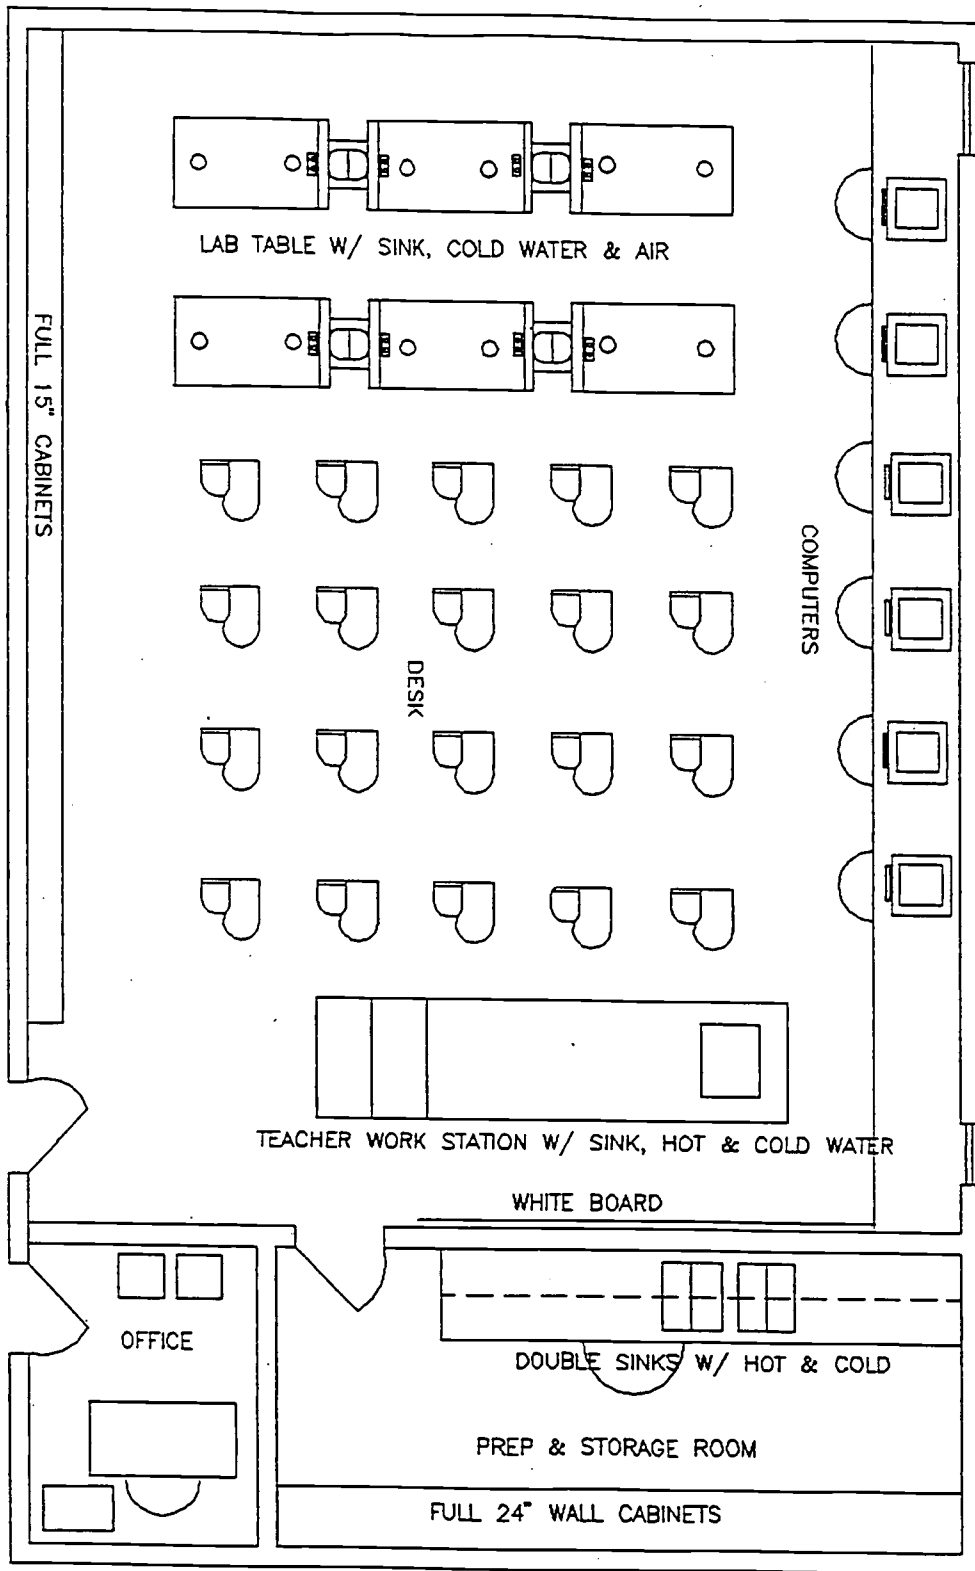 LAB TABLE W/ SINK, COLD WATER & AIR
FULL 15" CABINETS
COMPUTERS
DESK
TEACHER WORK STATION W/ SINK, HOT & COLD WATER
WHITE BOARD
OFFICE
DOUBLE SINKS W/ HOT & COLD
PREP & STORAGE ROOM
FULL 24" WALL CABINETS